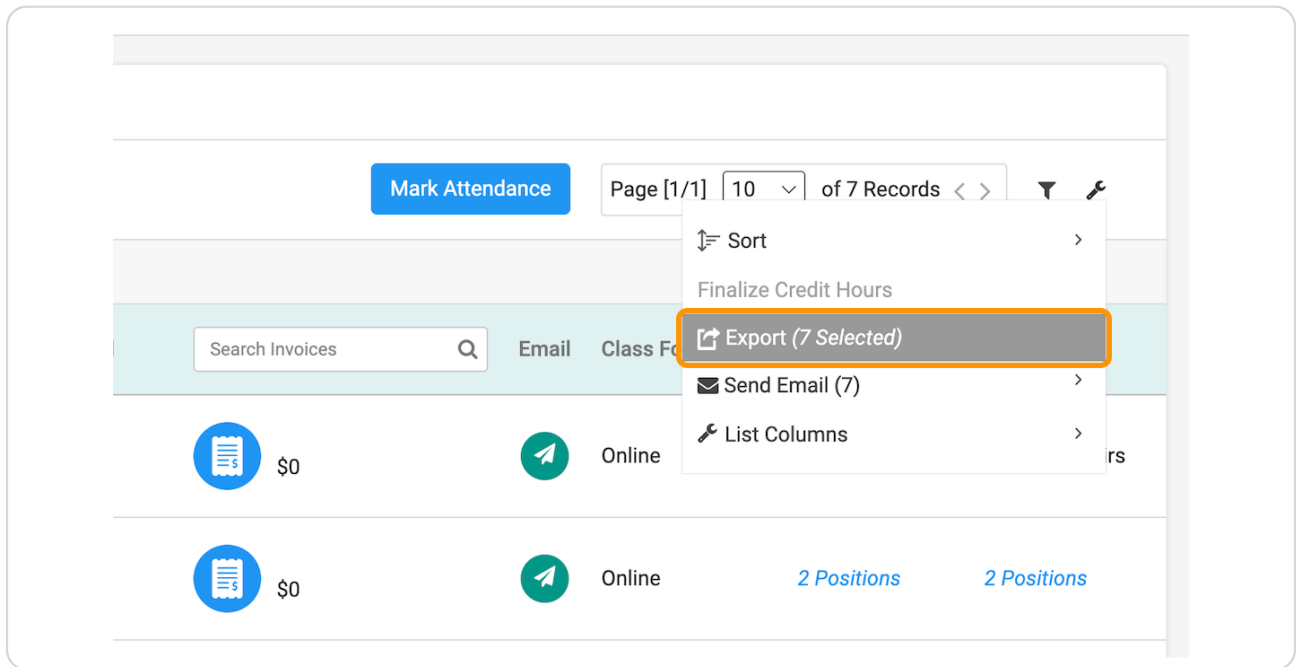 Mark Attendance Page [1/1] 10 of 7 Records
Sort
Finalize Credit Hours
Export (7 Selected)
Search Invoices Email Class Fo
Send Email (7)
List Columns
$0 Online irs
$0 Online 2 Positions 2 Positions